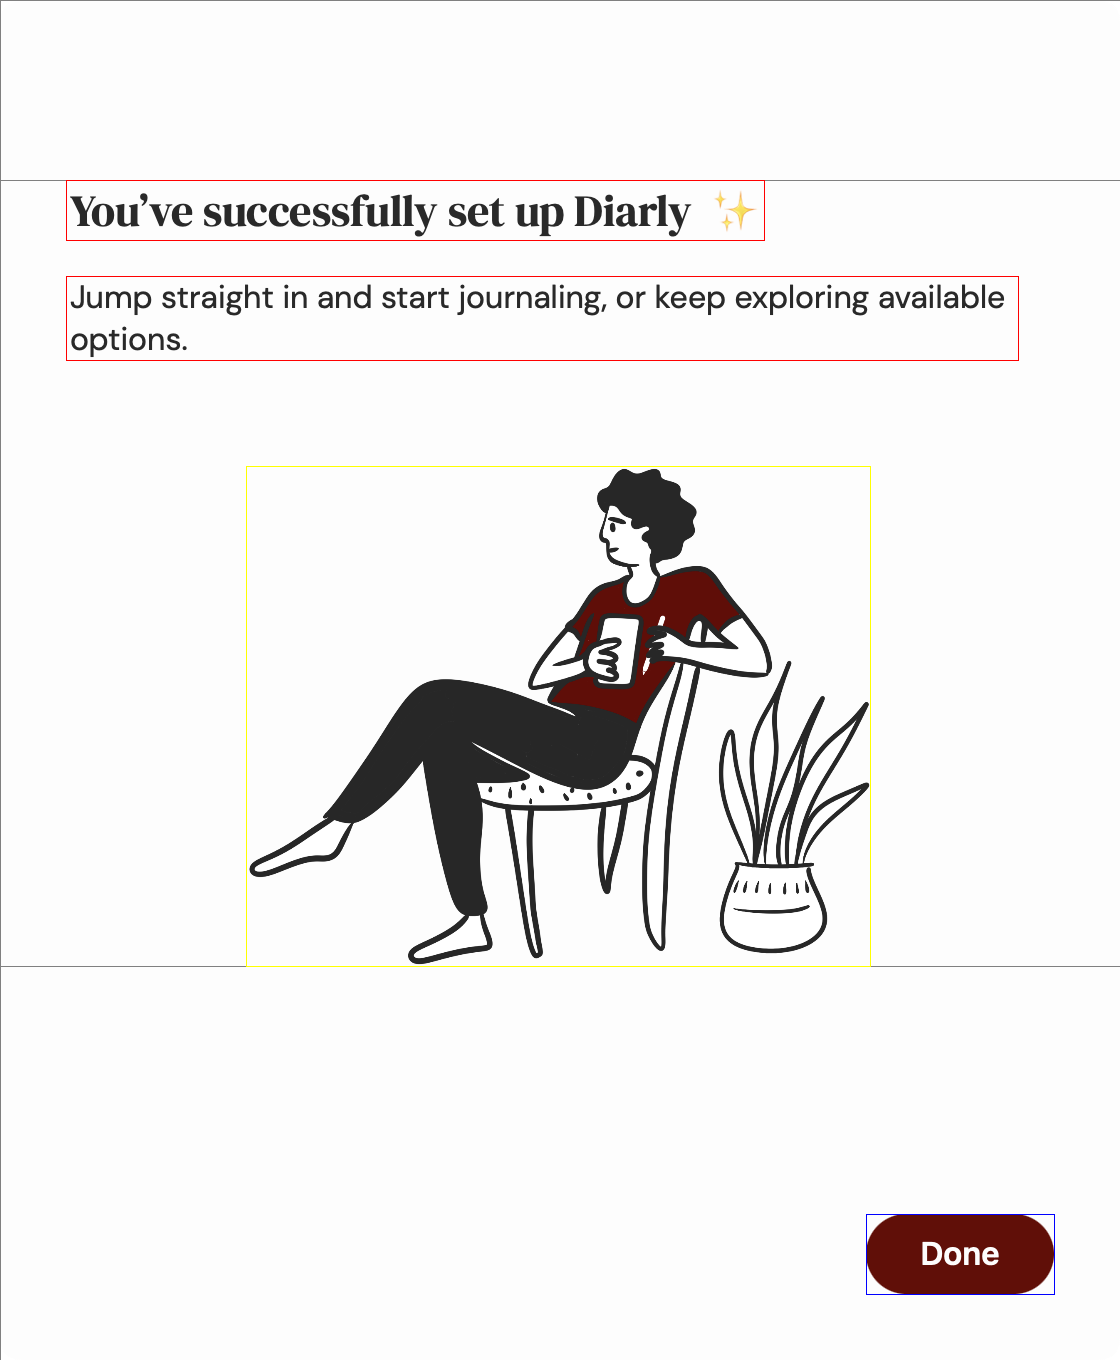 You’ve successfully set up Diarly ✨
Jump straight in and start journaling, or keep exploring available
options.
Done